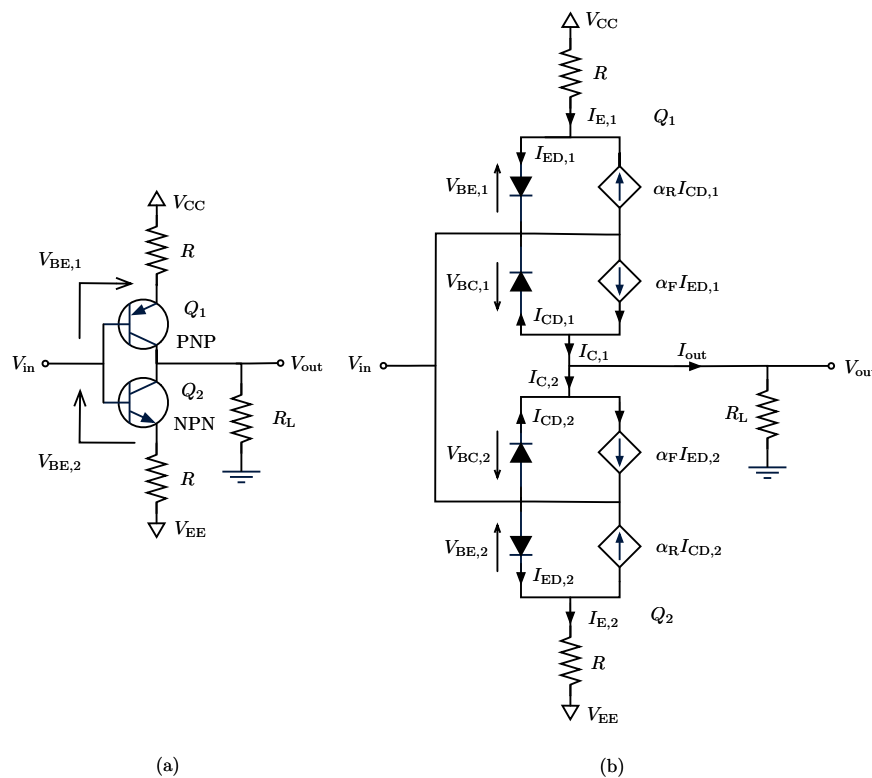 V_CC
R
V_BE,1
Q_1
PNP
V_in
V_out
Q_2
NPN
R_L
V_BE,2
R
V_EE
(a)
V_CC
R
I_E,1
Q_1
I_ED,1
V_BE,1
α_R I_CD,1
V_BC,1
α_F I_ED,1
I_CD,1
I_C,1
V_in
I_out
V_out
I_C,2
I_CD,2
R_L
V_BC,2
α_F I_ED,2
V_BE,2
α_R I_CD,2
I_ED,2
I_E,2
Q_2
R
V_EE
(b)